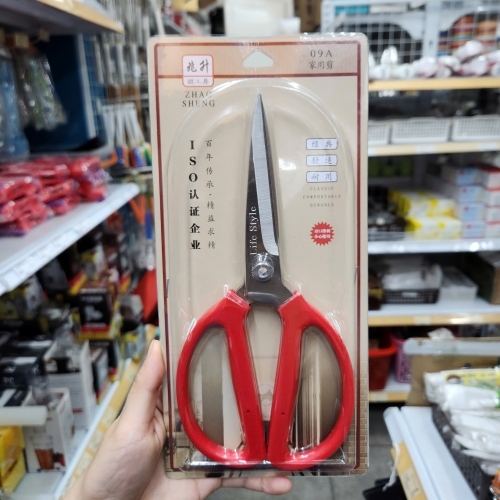 兆升
ZHAO
SHENG
09A
家用剪
ISO认证企业
百年传承·精益求精
经典
舒适
耐用
CLASSIC
COMFORTABLE
DURABLE
Life Style